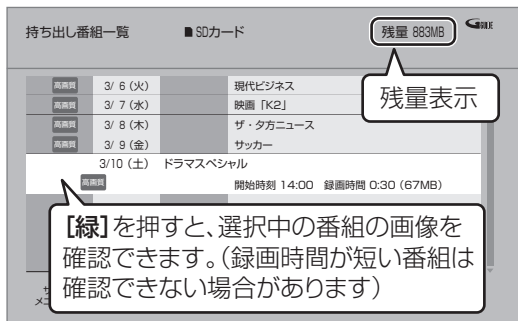 持ち出し番組一覧 ■ SDカード 残量 883MB
残量表示
高画質 3/ 6 (火) 現代ビジネス
高画質 3/ 7 (水) 映画「K2」
高画質 3/ 8 (木) ザ・夕方ニュース
高画質 3/ 9 (金) サッカー
3/10 (土) ドラマスペシャル
高画質 開始時刻 14:00 録画時間 0:30 (67MB)
[緑]を押すと、選択中の番組の画像を
確認できます。(録画時間が短い番組は
確認できない場合があります)